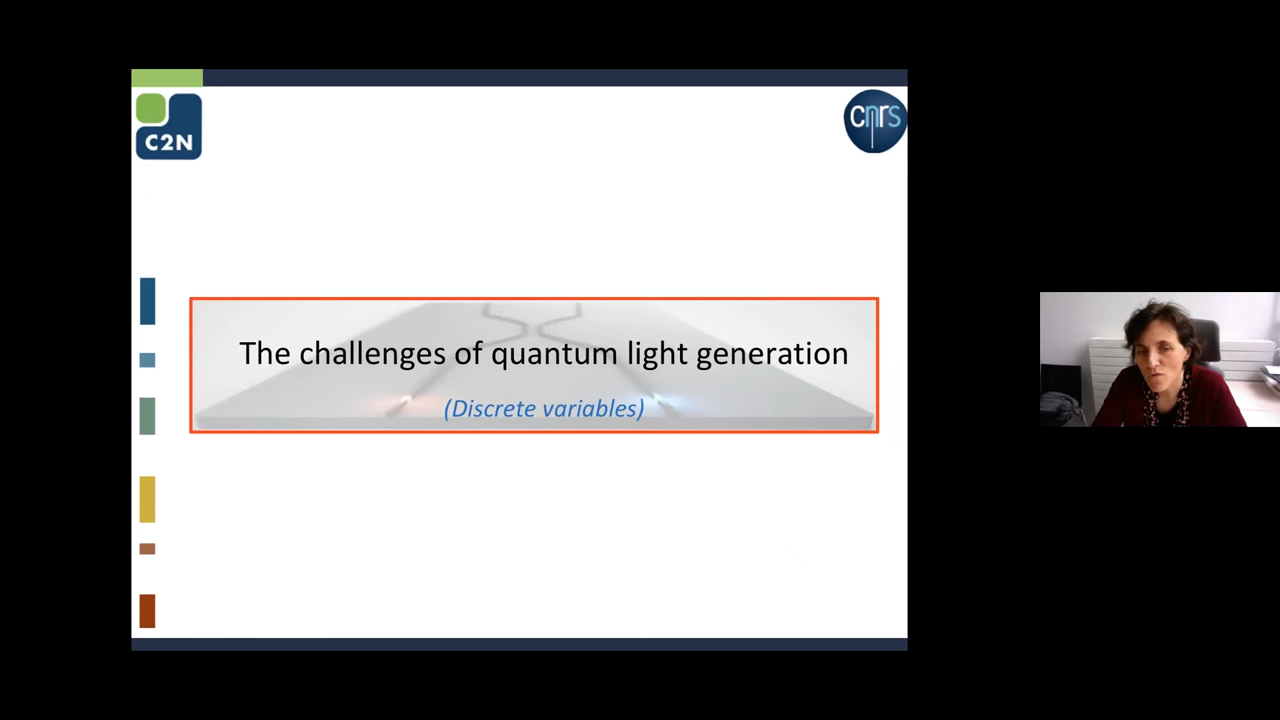 C2N
cnrs
The challenges of quantum light generation
(Discrete variables)